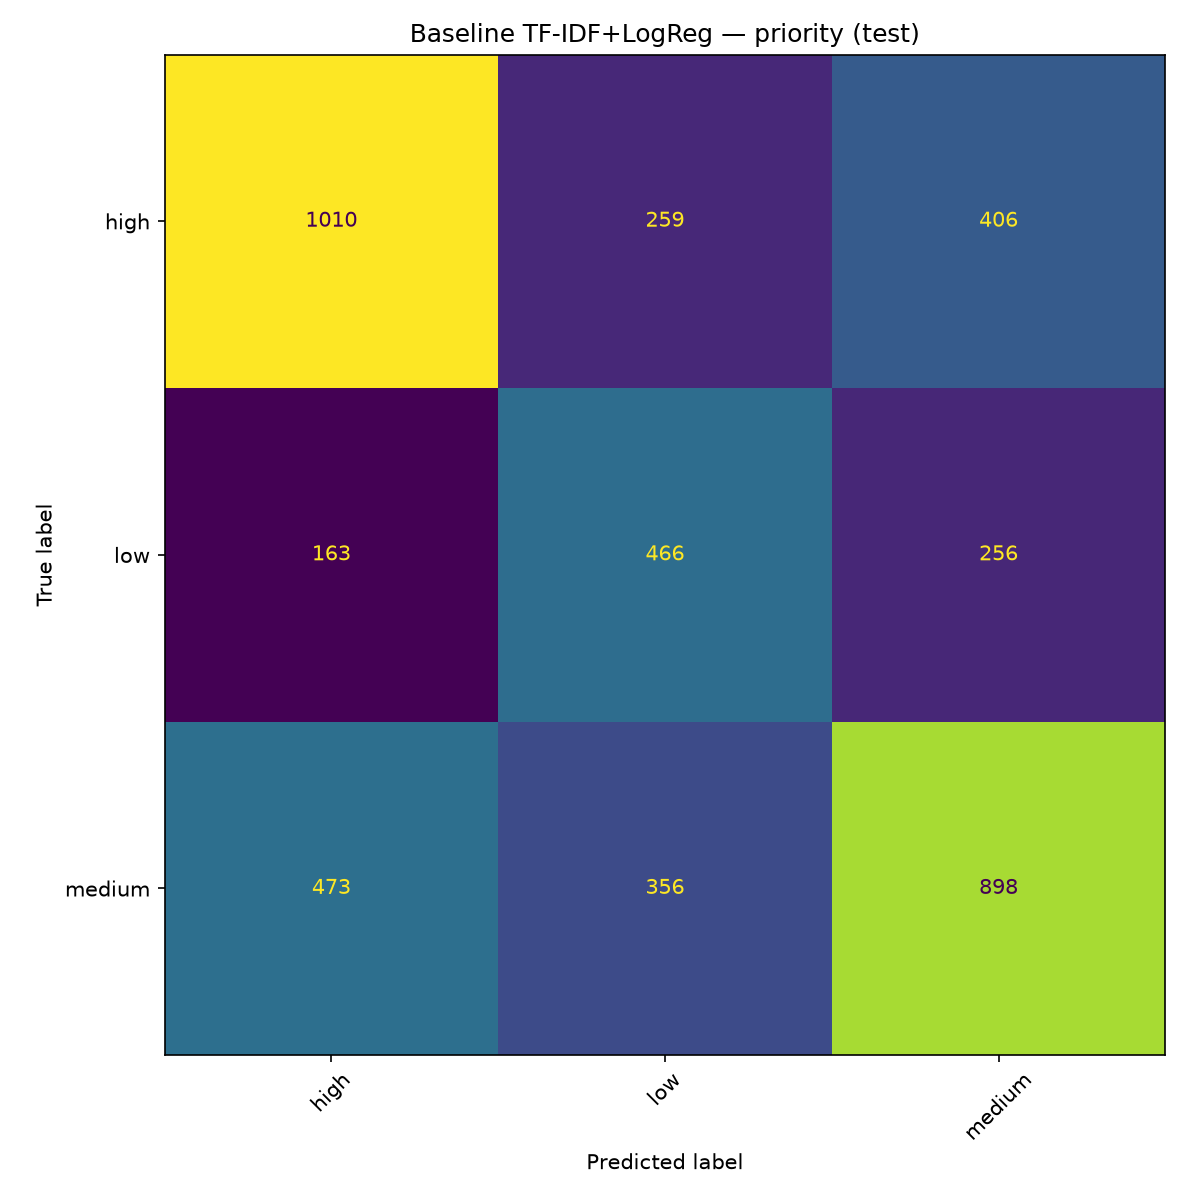 Baseline TF-IDF+LogReg — priority (test)
high
1010
259
406
low
163
466
256
medium
473
356
898
True label
high
low
medium
Predicted label